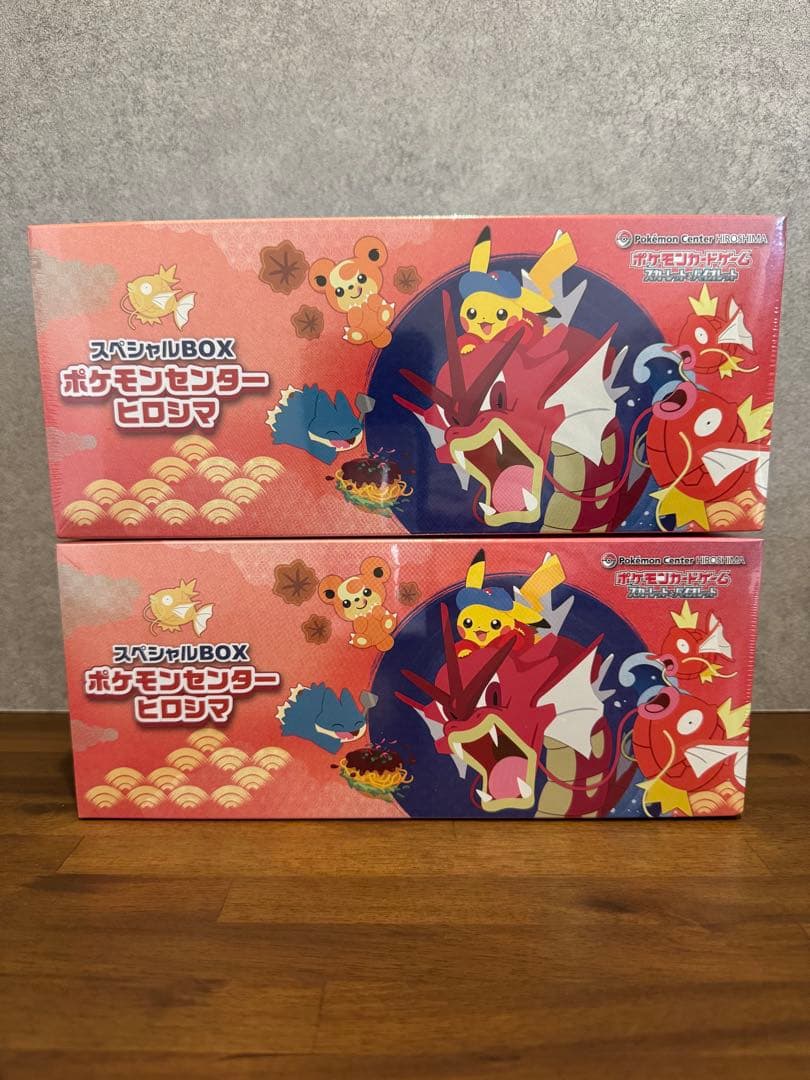 Pokémon Center HIROSHIMA
ポケモンカードゲーム
スカーレット&バイオレット
スペシャルBOX
ポケモンセンター
ヒロシマ
Pokémon Center HIROSHIMA
ポケモンカードゲーム
スカーレット&バイオレット
スペシャルBOX
ポケモンセンター
ヒロシマ